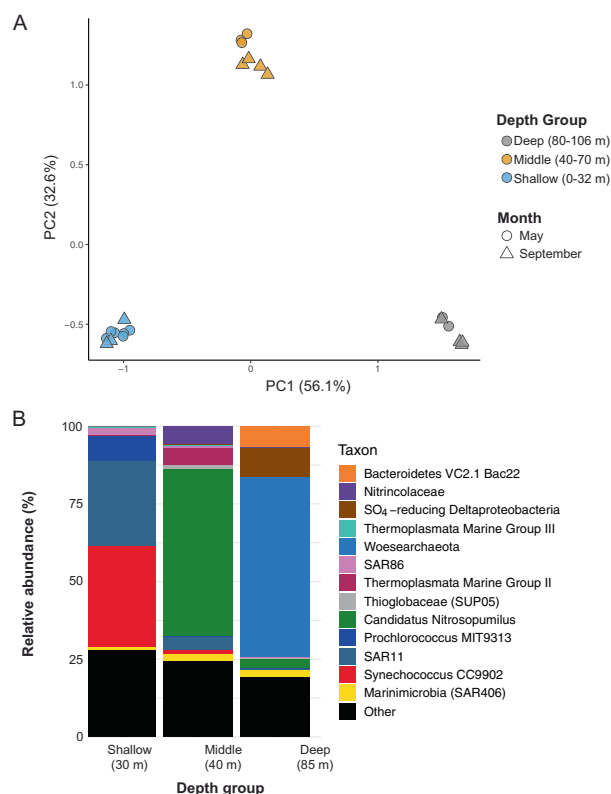 A
1.0
0.5
0.0
−0.5
PC2 (32.6%)
−1
0
1
PC1 (56.1%)
Depth Group
Deep (80-106 m)
Middle (40-70 m)
Shallow (0-32 m)
Month
May
September
B
100
75
50
25
0
Relative abundance (%)
Shallow
(30 m)
Middle
(40 m)
Deep
(85 m)
Depth group
Taxon
Bacteroidetes VC2.1 Bac22
Nitrincolaceae
SO4−reducing Deltaproteobacteria
Thermoplasmata Marine Group III
Woesearchaeota
SAR86
Thermoplasmata Marine Group II
Thioglobaceae (SUP05)
Candidatus Nitrosopumilus
Prochlorococcus MIT9313
SAR11
Synechococcus CC9902
Marinimicrobia (SAR406)
Other